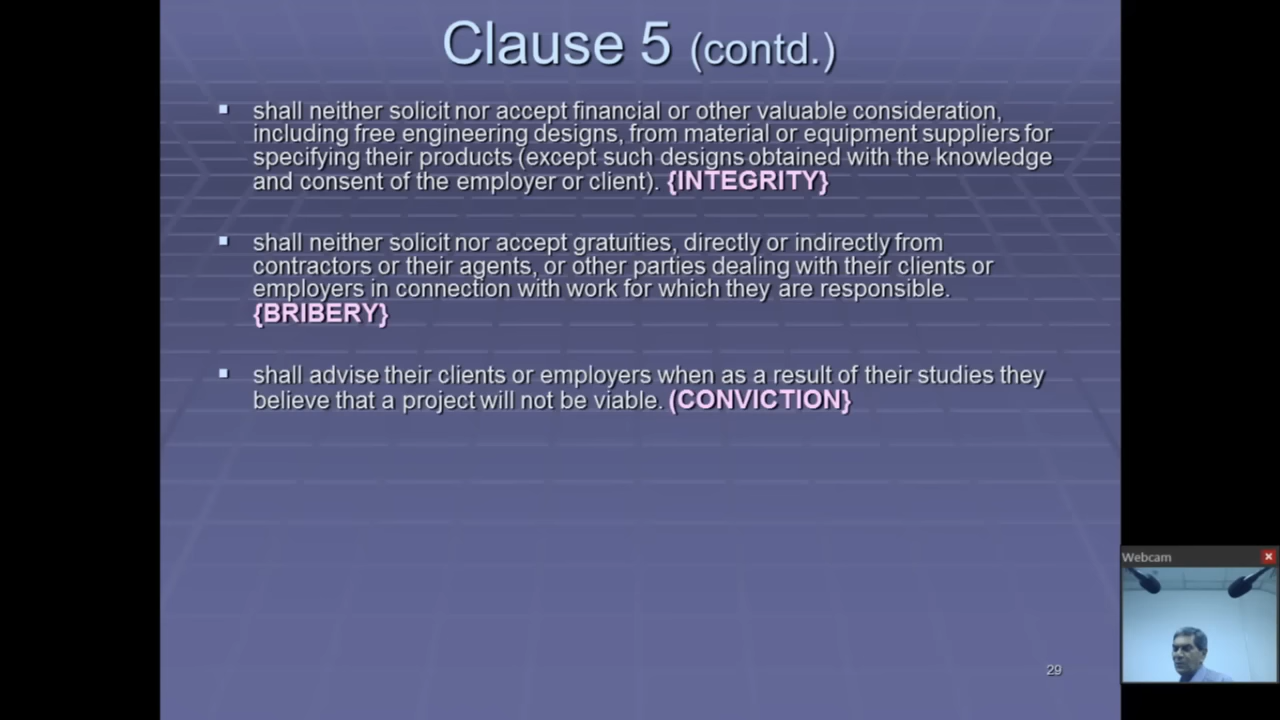 Clause 5 (contd.)
shall neither solicit nor accept financial or other valuable consideration,
including free engineering designs, from material or equipment suppliers for
specifying their products (except such designs obtained with the knowledge
and consent of the employer or client). {INTEGRITY}
shall neither solicit nor accept gratuities, directly or indirectly from
contractors or their agents, or other parties dealing with their clients or
employers in connection with work for which they are responsible.
{BRIBERY}
shall advise their clients or employers when as a result of their studies they
believe that a project will not be viable. (CONVICTION}
Webcam
29